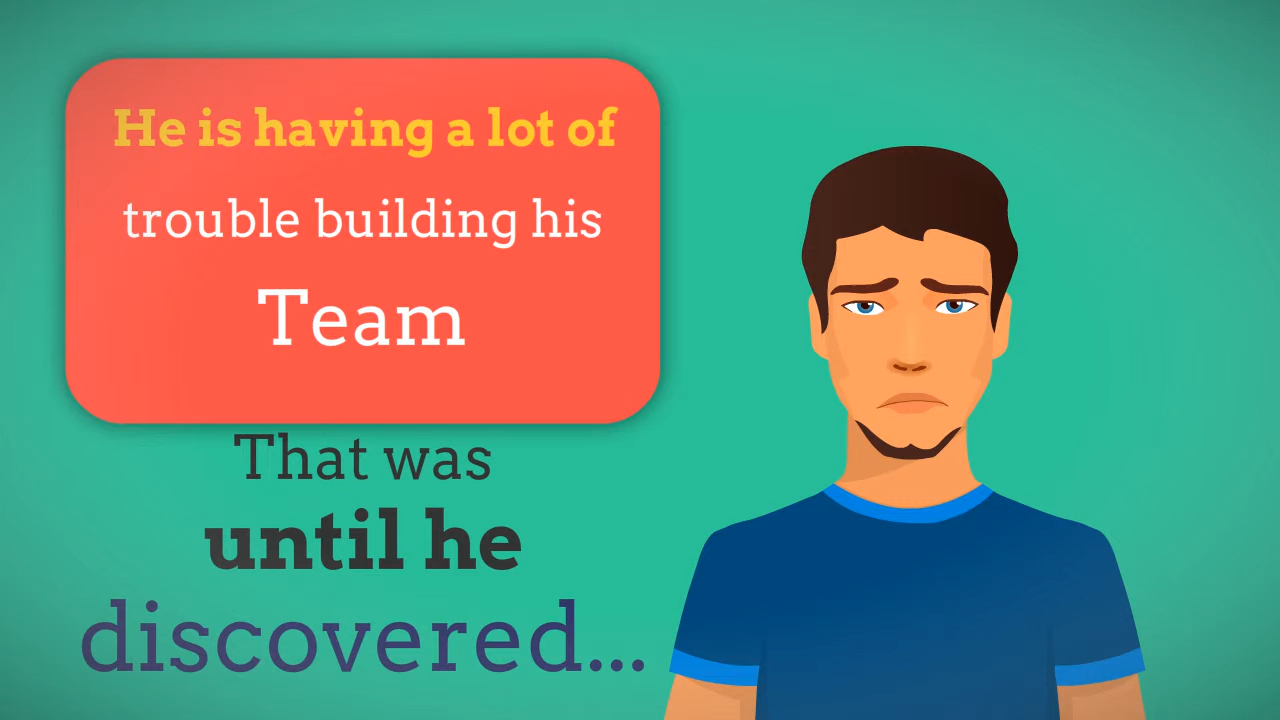 He is having a lot of
trouble building his
Team
That was
until he
discovered...